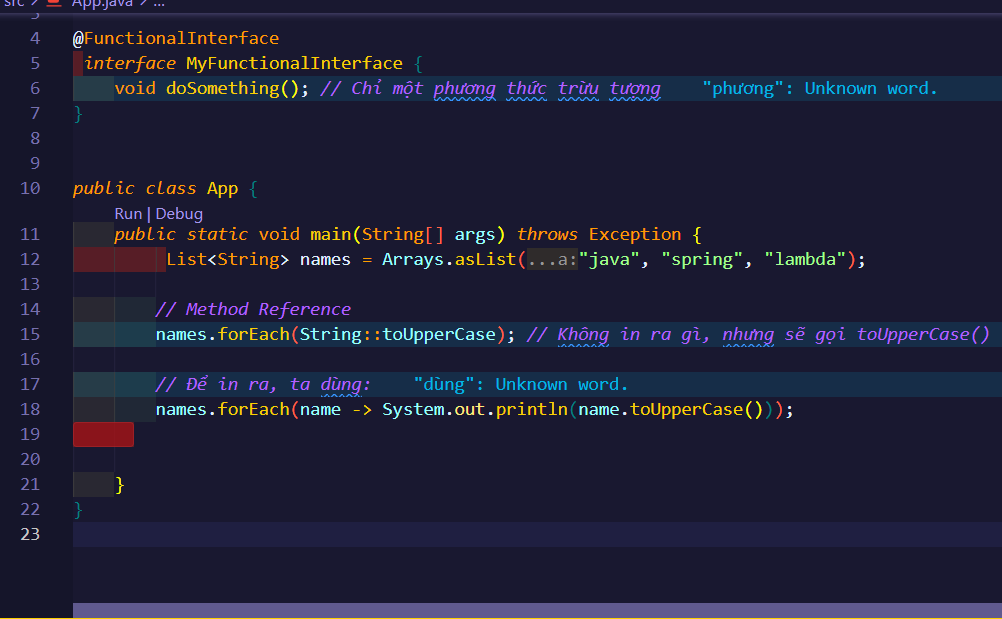 src > App.java > ...
3
4 @FunctionalInterface
5 interface MyFunctionalInterface {
6 void doSomething(); // Chỉ một phương thức trừu tượng "phương": Unknown word.
7 }
8
9
10 public class App {
Run | Debug
11 public static void main(String[] args) throws Exception {
12 List<String> names = Arrays.asList(...a:"java", "spring", "lambda");
13
14 // Method Reference
15 names.forEach(String::toUpperCase); // Không in ra gì, nhưng sẽ gọi toUpperCase()
16
17 // Để in ra, ta dùng: "dùng": Unknown word.
18 names.forEach(name -> System.out.println(name.toUpperCase()));
19
20
21 }
22 }
23